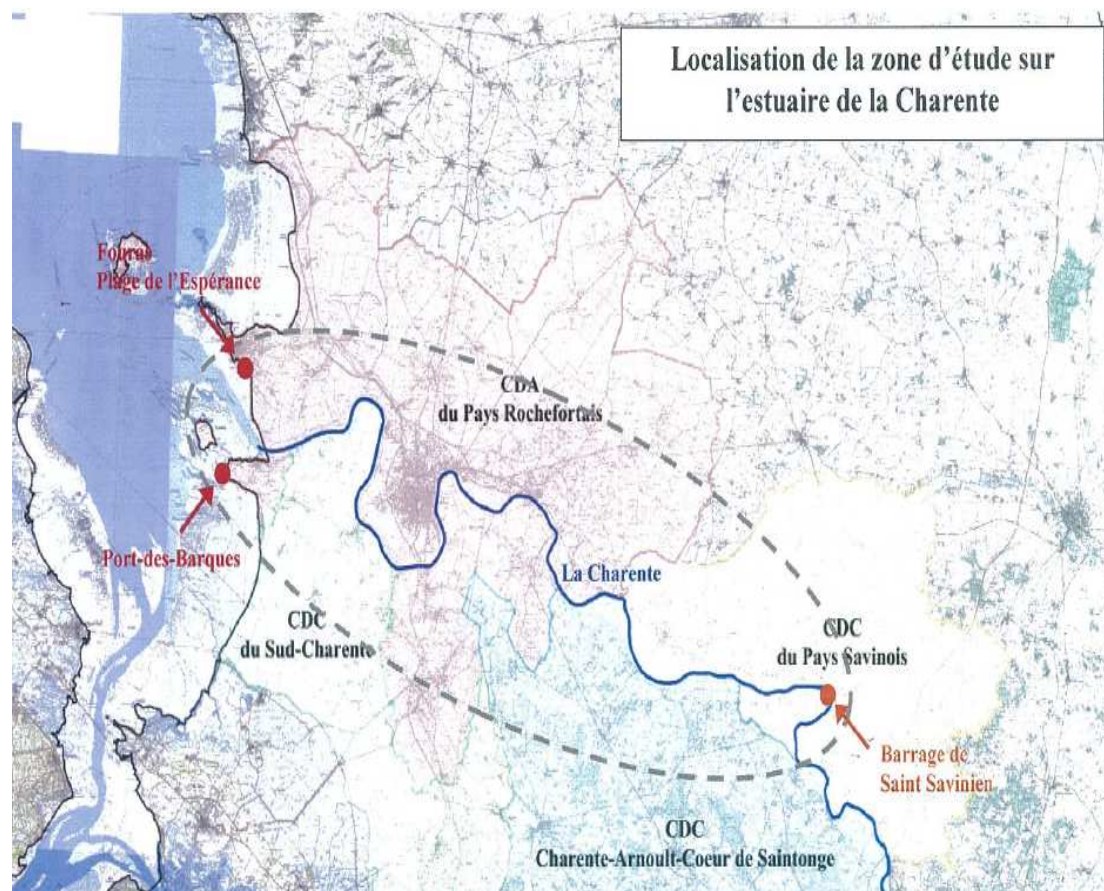 Localisation de la zone d'étude sur
l'estuaire de la Charente
Fouras
Plage de l'Espérance
CDA
du Pays Rochefortais
Port-des-Barques
La Charente
CDC
du Sud-Charente
CDC
du Pays Savinois
Barrage de
Saint Savinien
CDC
Charente-Arnoult-Coeur de Saintonge